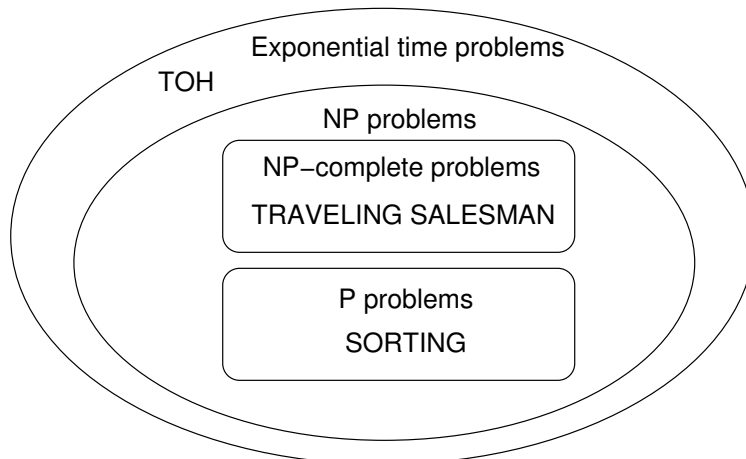 Exponential time problems
TOH
NP problems
NP−complete problems
TRAVELING SALESMAN
P problems
SORTING